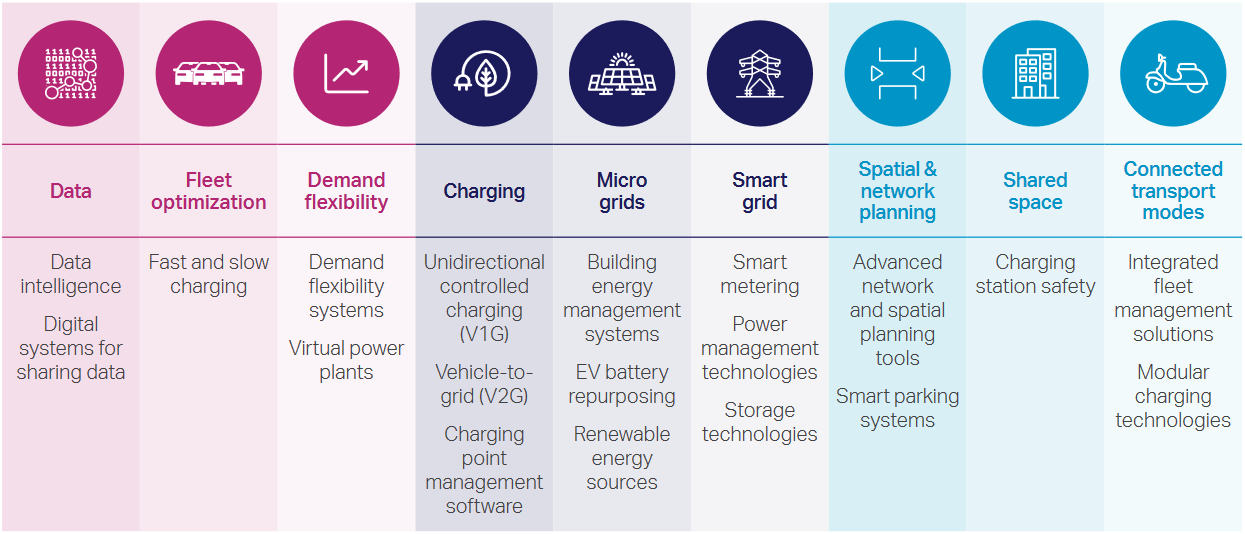 Data
Fleet
optimization
Demand
flexibility
Charging
Micro
grids
Smart
grid
Spatial &
network
planning
Shared
space
Connected
transport
modes
Data
intelligence
Digital
systems for
sharing data
Fast and slow
charging
Demand
flexibility
systems
Virtual power
plants
Unidirectional
controlled
charging
(V1G)
Vehicle-to-
grid (V2G)
Charging
point
management
software
Building
energy
management
systems
EV battery
repurposing
Renewable
energy
sources
Smart
metering
Power
management
technologies
Storage
technologies
Advanced
network
and spatial
planning
tools
Smart parking
systems
Charging
station safety
Integrated
fleet
management
solutions
Modular
charging
technologies